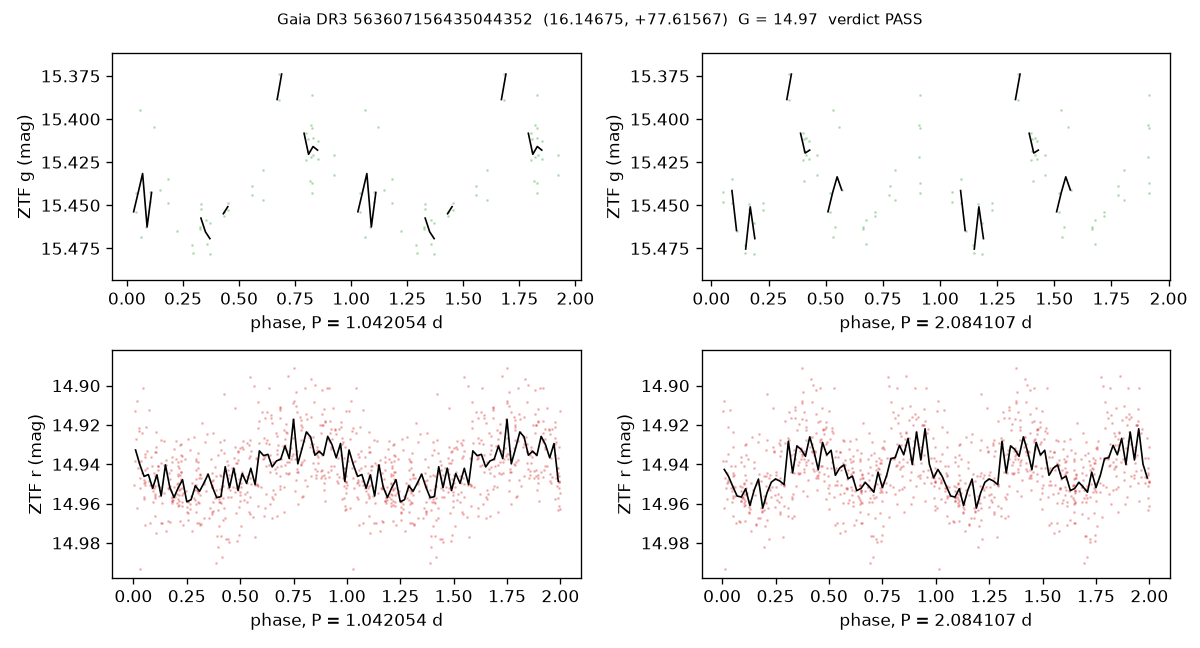 Gaia DR3 563607156435044352 (16.14675, +77.61567) G = 14.97 verdict PASS
ZTF g (mag)
15.375
15.400
15.425
15.450
15.475
0.00 0.25 0.50 0.75 1.00 1.25 1.50 1.75 2.00
phase, P = 1.042054 d
ZTF g (mag)
15.375
15.400
15.425
15.450
15.475
0.00 0.25 0.50 0.75 1.00 1.25 1.50 1.75 2.00
phase, P = 2.084107 d
ZTF r (mag)
14.90
14.92
14.94
14.96
14.98
0.00 0.25 0.50 0.75 1.00 1.25 1.50 1.75 2.00
phase, P = 1.042054 d
ZTF r (mag)
14.90
14.92
14.94
14.96
14.98
0.00 0.25 0.50 0.75 1.00 1.25 1.50 1.75 2.00
phase, P = 2.084107 d